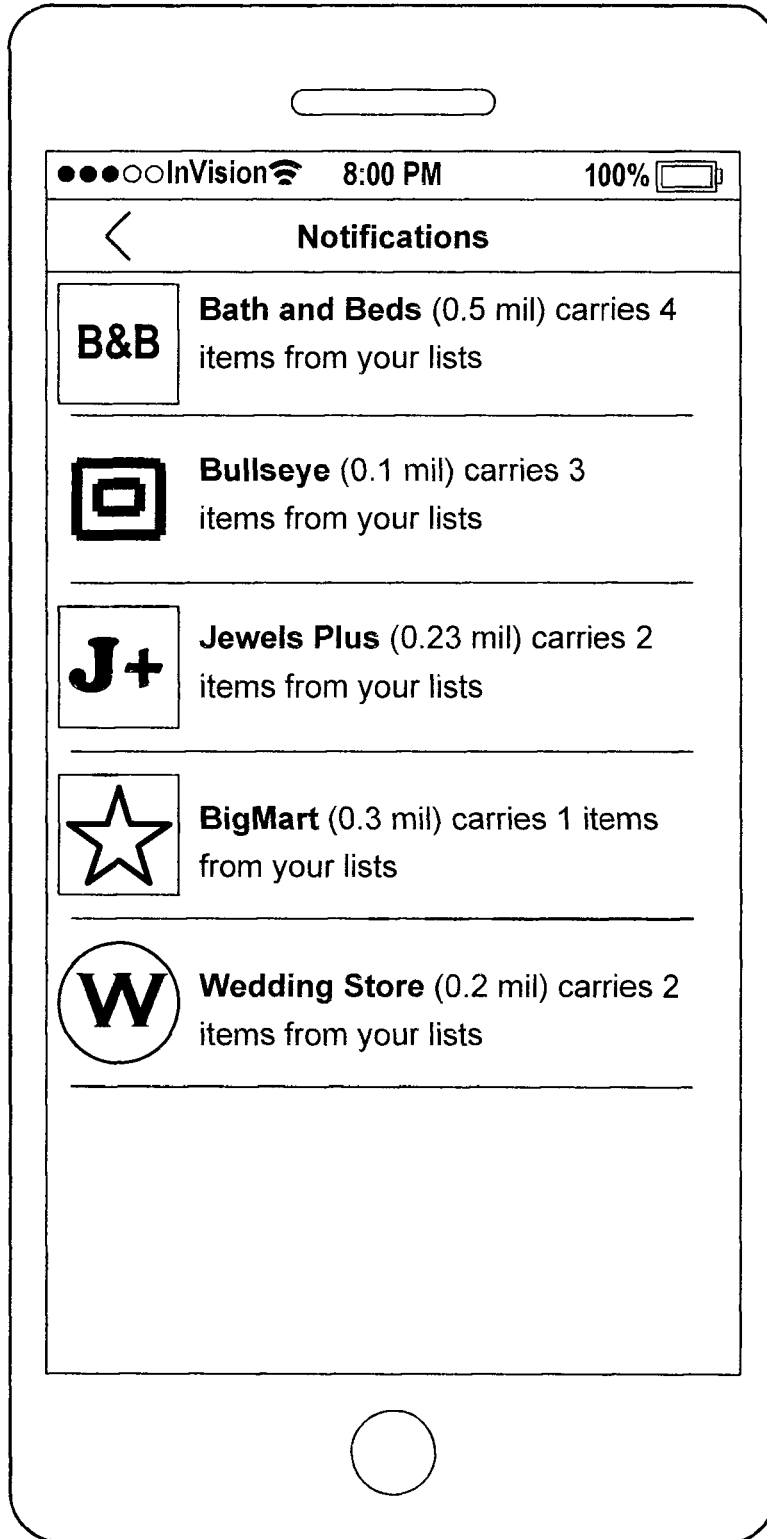 InVision 8:00 PM 100%
Notifications
B&B
Bath and Beds (0.5 mil) carries 4
items from your lists
Bullseye (0.1 mil) carries 3
items from your lists
J+
Jewels Plus (0.23 mil) carries 2
items from your lists
BigMart (0.3 mil) carries 1 items
from your lists
W
Wedding Store (0.2 mil) carries 2
items from your lists